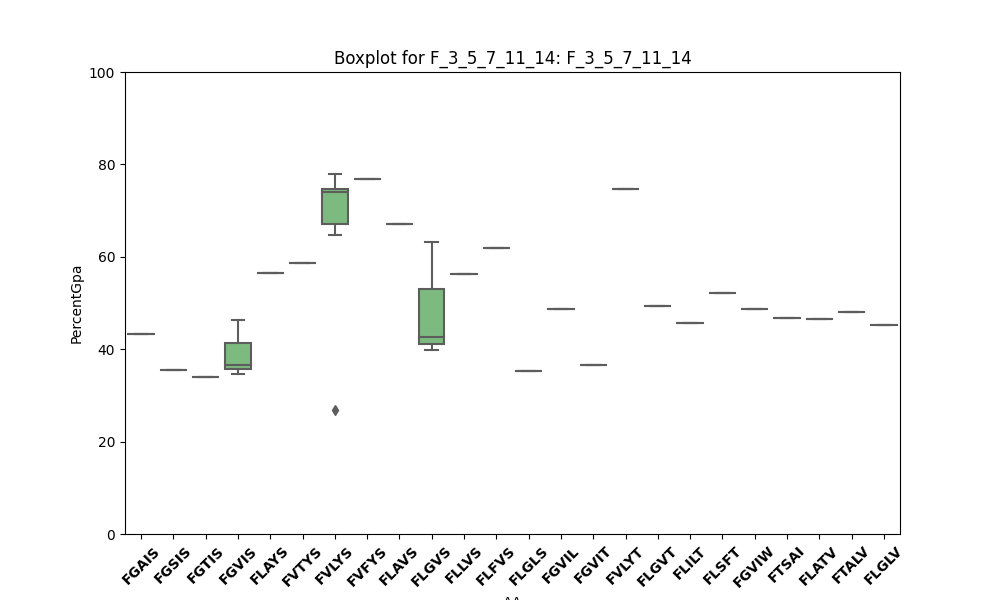 Boxplot for F_3_5_7_11_14: F_3_5_7_11_14
100
80
60
40
20
0
PercentGpa
FGAIS
FGSIS
FGTIS
FGVIS
FLAYS
FVTYS
FVLYS
FVFYS
FLAVS
FLGVS
FLLVS
FLFVS
FLGLS
FGVIL
FGVIT
FVLYT
FLGVT
FLILT
FLSFT
FGVIW
FTSAI
FLATV
FTALV
FLGLV
AA